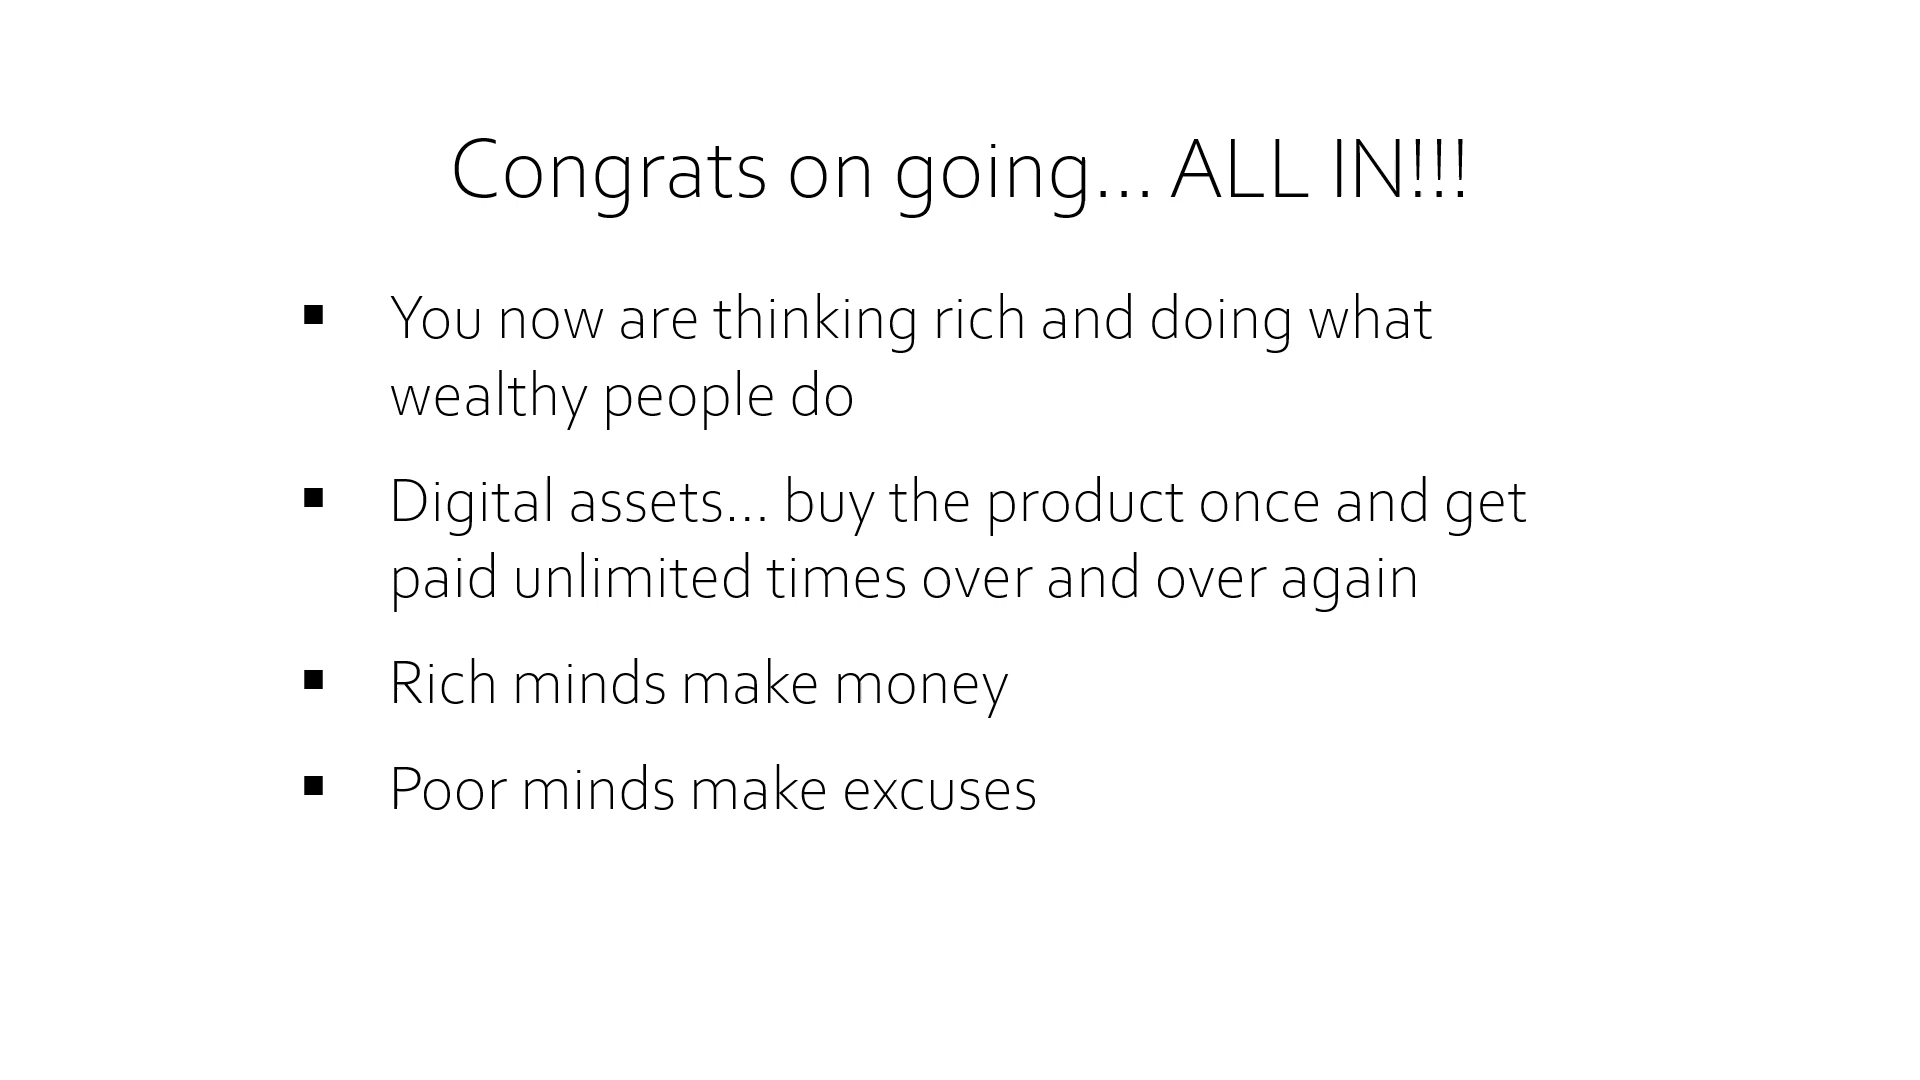 Congrats on going... ALL IN!!!
▪ You now are thinking rich and doing what
wealthy people do
▪ Digital assets... buy the product once and get
paid unlimited times over and over again
▪ Rich minds make money
▪ Poor minds make excuses